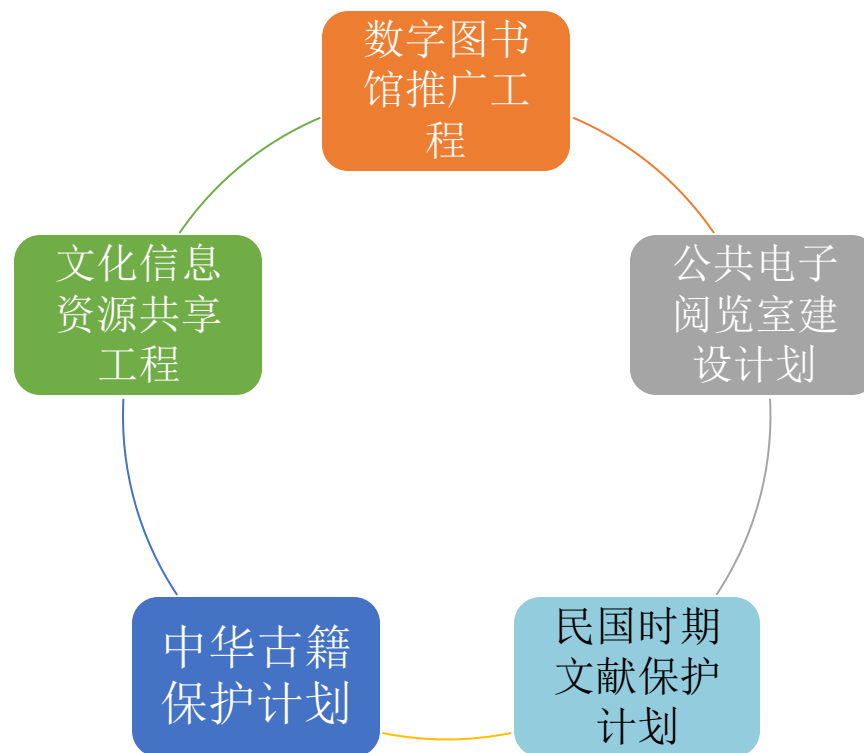 数字图书
馆推广工
程
文化信息
资源共享
工程
公共电子
阅览室建
设计划
中华古籍
保护计划
民国时期
文献保护
计划